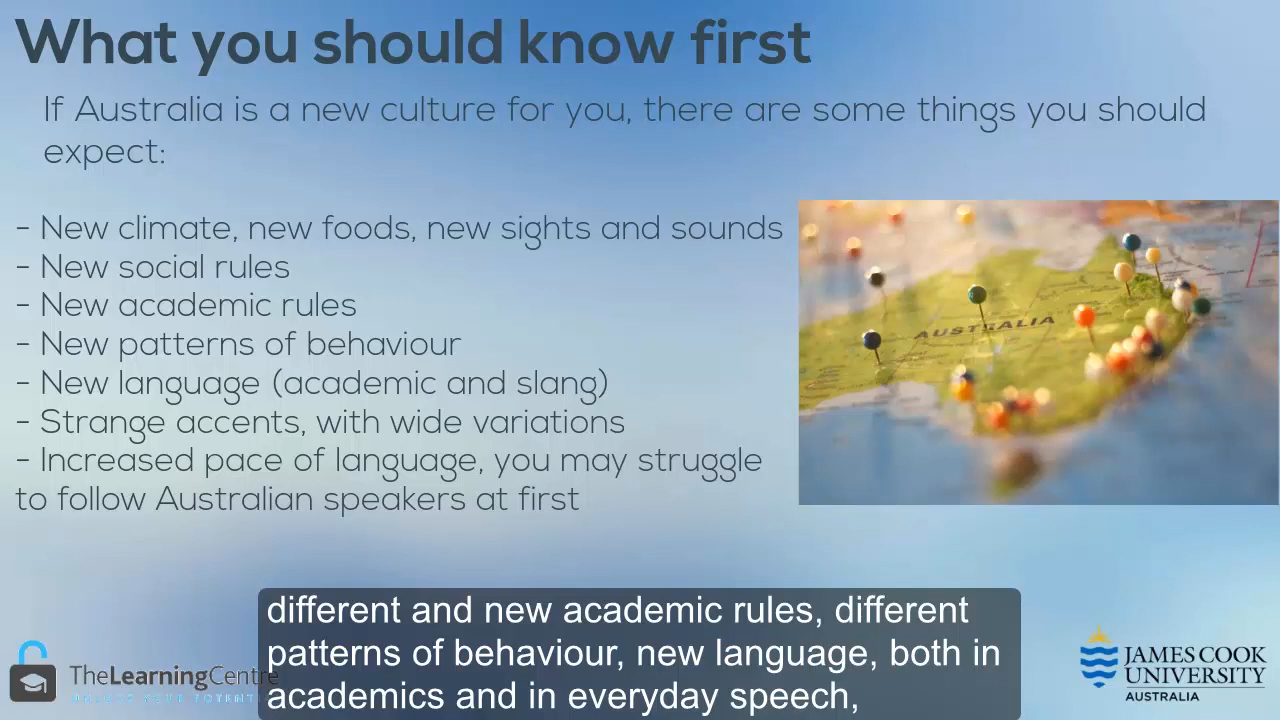 What you should know first
If Australia is a new culture for you, there are some things you should
expect:
- New climate, new foods, new sights and sounds
- New social rules
- New academic rules
- New patterns of behaviour
- New language (academic and slang)
- Strange accents, with wide variations
- Increased pace of language, you may struggle
to follow Australian speakers at first
AUSTRALIA
different and new academic rules, different
patterns of behaviour, new language, both in
academics and in everyday speech,
TheLearningCentre
JAMES COOK
UNIVERSITY
AUSTRALIA